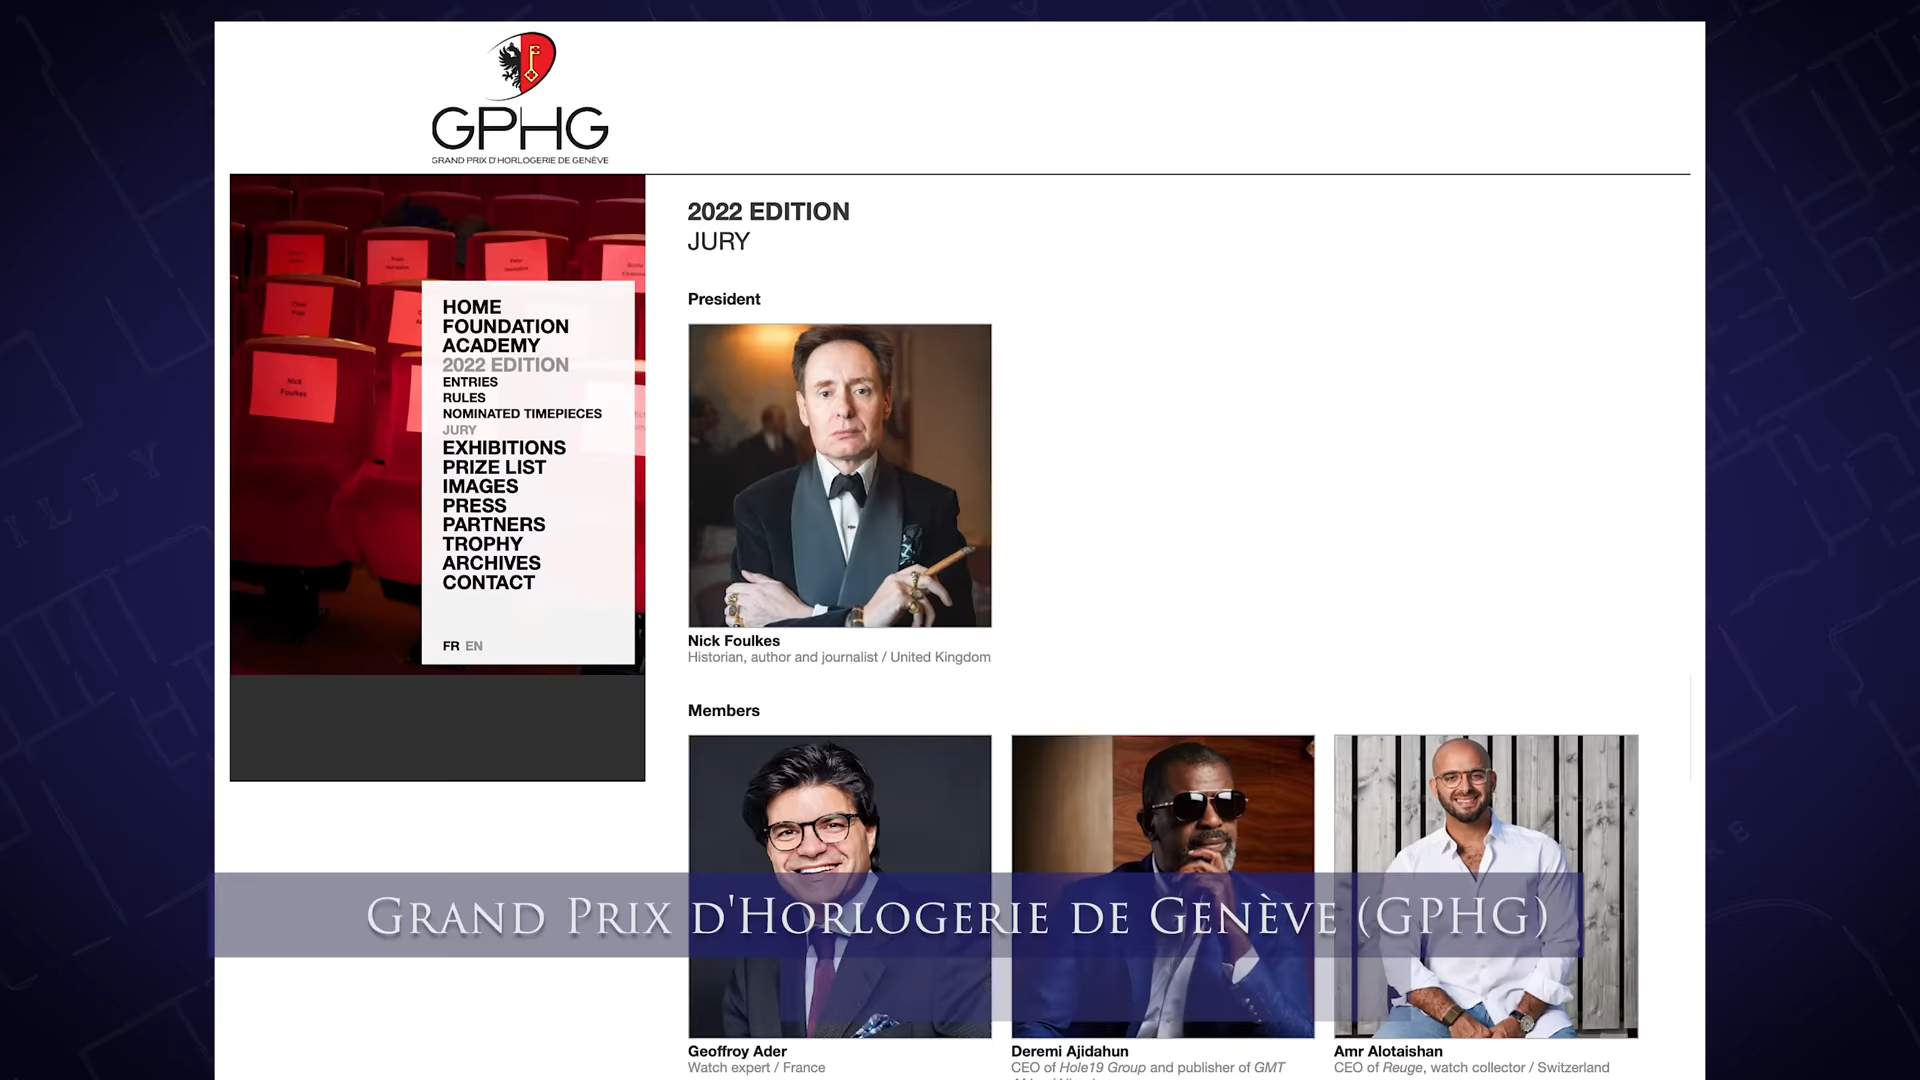 GPHG
GRAND PRIX D'HORLOGERIE DE GENÈVE
2022 EDITION
JURY
HOME
FOUNDATION
ACADEMY
2022 EDITION
ENTRIES
RULES
NOMINATED TIMEPIECES
JURY
EXHIBITIONS
PRIZE LIST
IMAGES
PRESS
PARTNERS
TROPHY
ARCHIVES
CONTACT
FR EN
Nick
Foulkes
President
Nick Foulkes
Historian, author and journalist / United Kingdom
Members
GRAND PRIX D'HORLOGERIE DE GENÈVE (GPHG)
Geoffroy Ader
Watch expert / France
Deremi Ajidahun
CEO of Hole19 Group and publisher of GMT
Amr Alotaishan
CEO of Reuge, watch collector / Switzerland